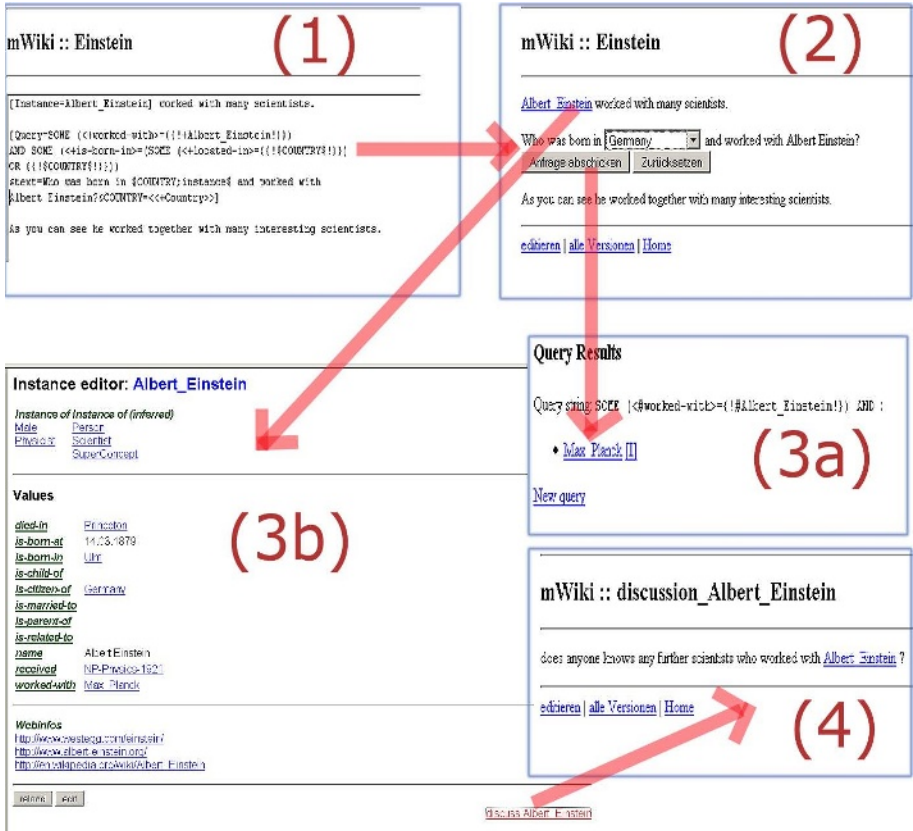 mWiki :: Einstein
(1)
[Instance=Albert_Einstein] worked with many scientists.
[Query=SOME (<+worked-with>=({!+Albert_Einstein!})
AND SOME (<+is-born-in>=(SOME (<+located-in>=({!$COUNTRY$!})
OR ({!$COUNTRY$!}))
$text=Who was born in $COUNTRY;instance$ and worked with
Albert Einstein?$COUNTRY=<<+Country>>]
As you can see he worked together with many interesting scientists.
mWiki :: Einstein
(2)
Albert_Einstein worked with many scientists.
Who was born in Germany and worked with Albert Einstein?
Anfrage abschicken Zurücksetzen
As you can see he worked together with many interesting scientists.
editieren | alle Versionen | Home
Query Results
Query string SOME (<#worked-with>={!#Albert_Einstein!}) AND :
• Max_Planck [I]
New query
(3a)
Instance editor: Albert_Einstein
Instance of Instance of (inferred)
Male Person
Physicist Scientist
SuperConcept
Values
(3b)
died-in Princeton
is-born-at 14.03.1879
is-born-in Ulm
is-child-of
is-citizen-of Germany
is-married-to
is-parent-of
is-related-to
name Albert Einstein
received NP-Physics-1921
worked-with Max_Planck
Webinfos
http://www.westegg.com/einstein/
http://www.albert-einstein.org/
http://en.wikipedia.org/wiki/Albert_Einstein
edit
discuss Albert_Einstein
mWiki :: discussion_Albert_Einstein
does anyone knows any further scientists who worked with Albert_Einstein ?
editieren | alle Versionen | Home
(4)